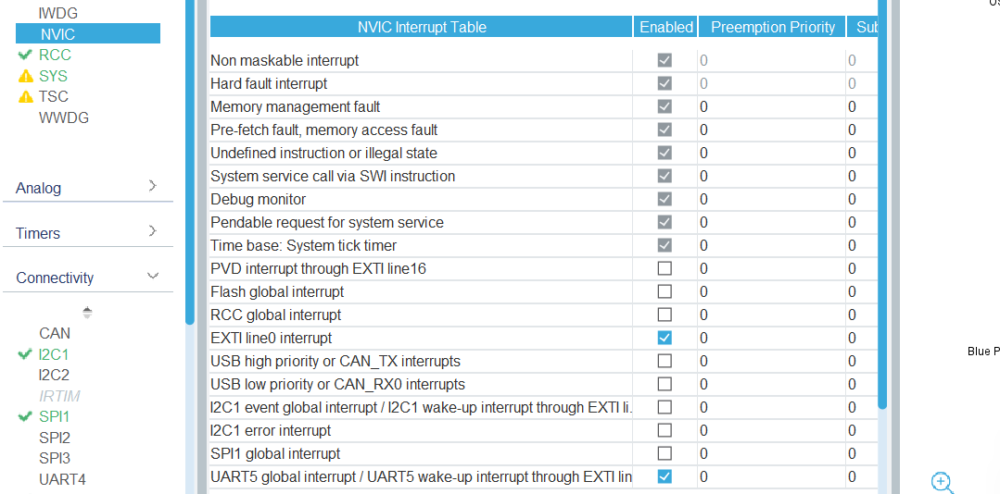 IWDG
NVIC
RCC
SYS
TSC
WWDG
Analog
Timers
Connectivity
CAN
I2C1
I2C2
IRTIM
SPI1
SPI2
SPI3
UART4
NVIC Interrupt Table Enabled Preemption Priority Sub
Non maskable interrupt 0 0
Hard fault interrupt 0 0
Memory management fault 0 0
Pre-fetch fault, memory access fault 0 0
Undefined instruction or illegal state 0 0
System service call via SWI instruction 0 0
Debug monitor 0 0
Pendable request for system service 0 0
Time base: System tick timer 0 0
PVD interrupt through EXTI line16 0 0
Flash global interrupt 0 0
RCC global interrupt 0 0
EXTI line0 interrupt 0 0
USB high priority or CAN_TX interrupts 0 0
USB low priority or CAN_RX0 interrupts 0 0
I2C1 event global interrupt / I2C1 wake-up interrupt through EXTI li... 0 0
I2C1 error interrupt 0 0
SPI1 global interrupt 0 0
UART5 global interrupt / UART5 wake-up interrupt through EXTI lin 0 0
Blue P